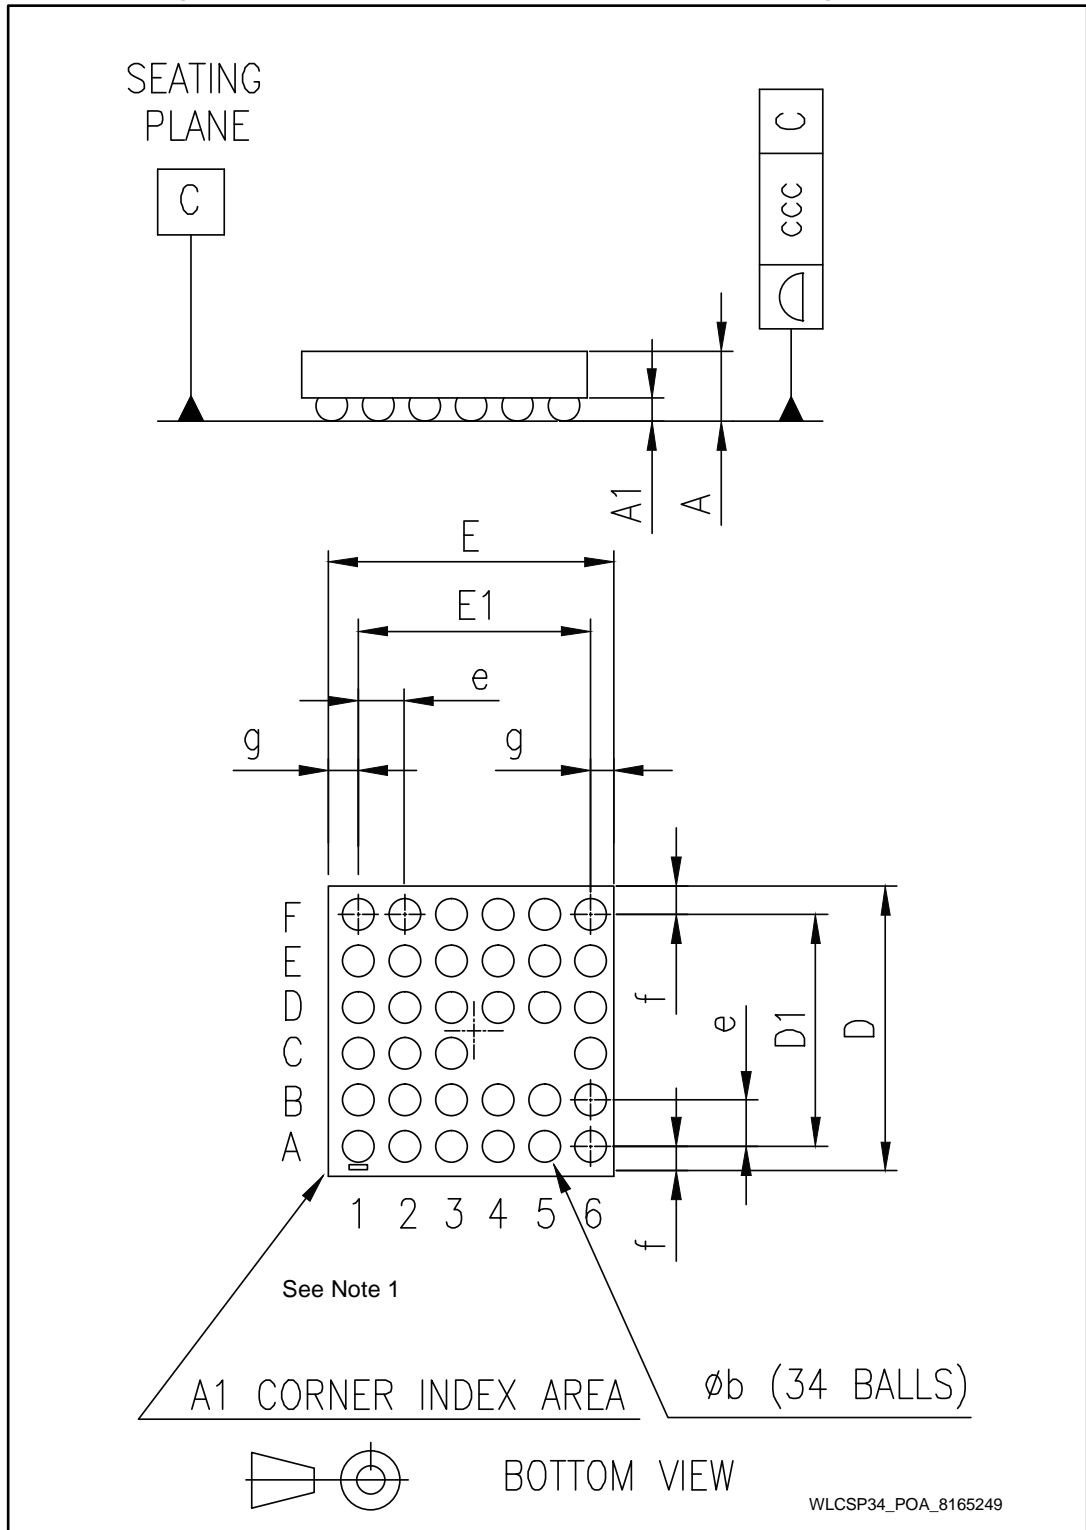 SEATING
PLANE
C
C
ccc
A1
A
E
E1
e
g
g
F
E
D
C
B
A
f
e
D1
D
f
1 2 3 4 5 6
See Note 1
A1 CORNER INDEX AREA
øb (34 BALLS)
BOTTOM VIEW
WLCSP34_POA_8165249